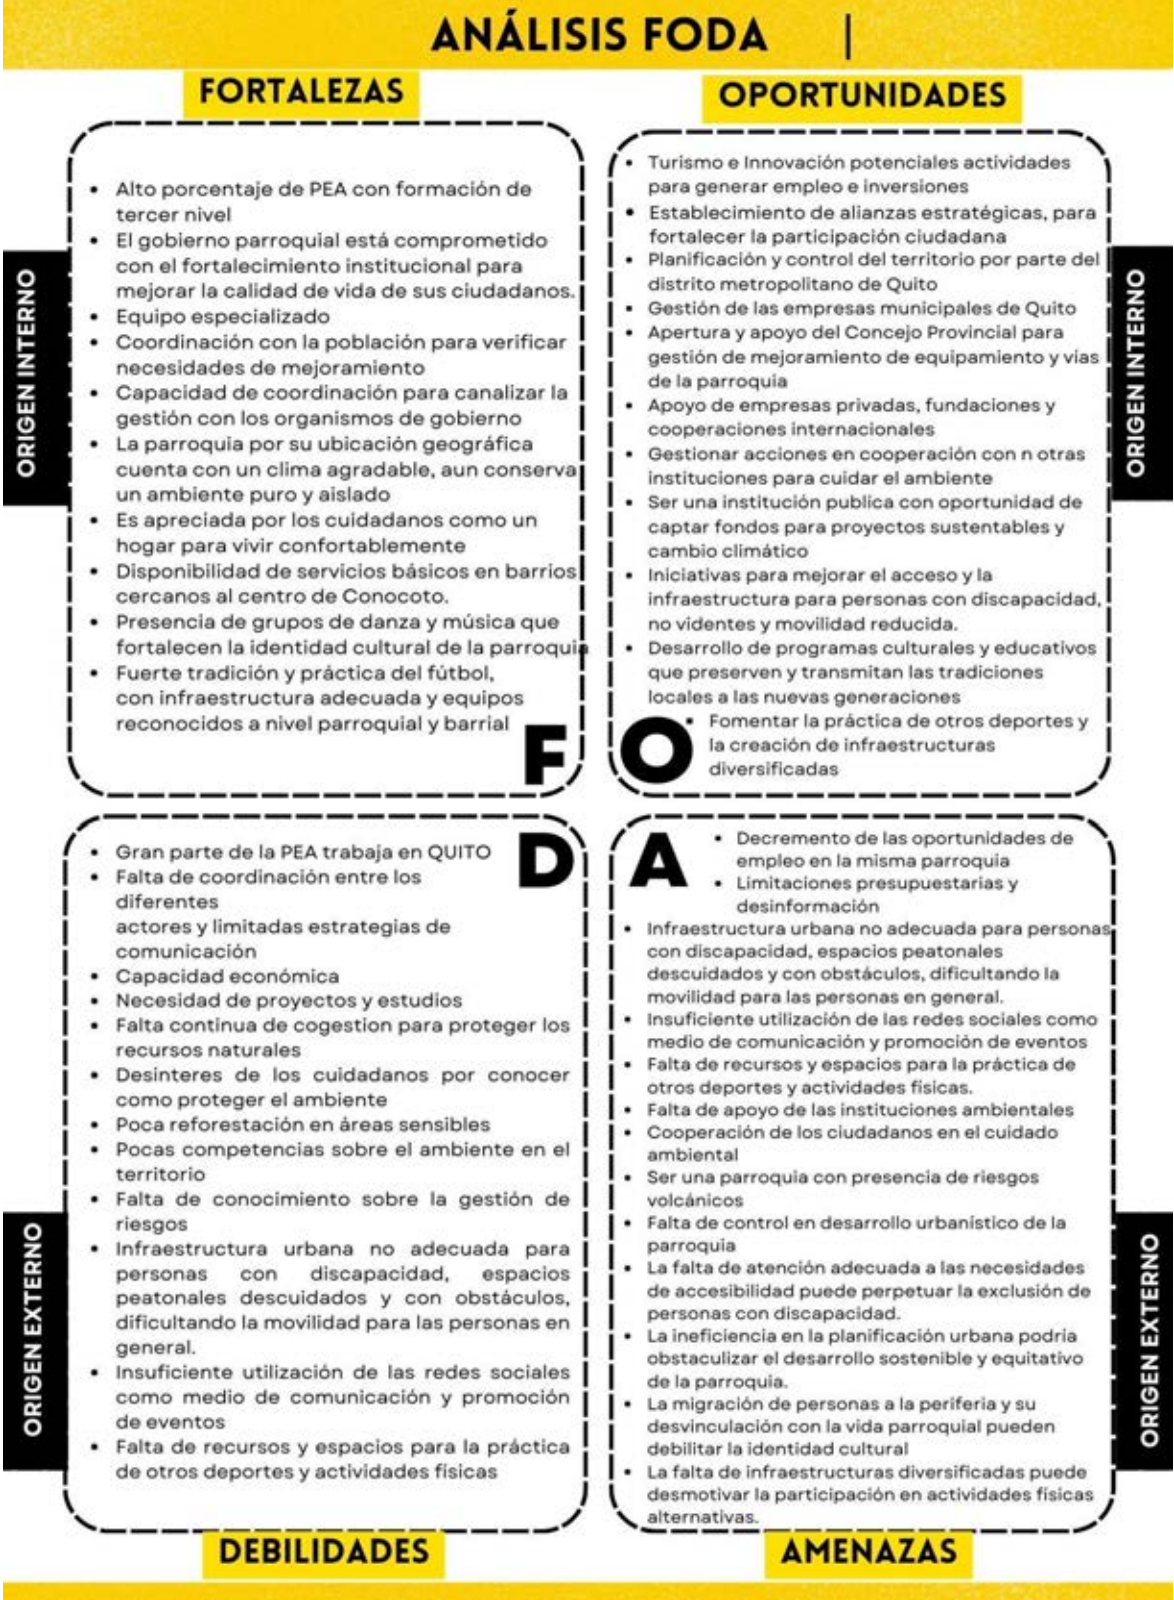 ANÁLISIS FODA |
FORTALEZAS
ORIGEN INTERNO
• Alto porcentaje de PEA con formación de
tercer nivel
• El gobierno parroquial está comprometido
con el fortalecimiento institucional para
mejorar la calidad de vida de sus ciudadanos.
• Equipo especializado
• Coordinación con la población para verificar
necesidades de mejoramiento
• Capacidad de coordinación para canalizar la
gestión con los organismos de gobierno
• La parroquia por su ubicación geográfica
cuenta con un clima agradable, aun conserva
un ambiente puro y aislado
• Es apreciada por los cuidadanos como un
hogar para vivir confortablemente
• Disponibilidad de servicios básicos en barrios
cercanos al centro de Conocoto.
• Presencia de grupos de danza y música que
fortalecen la identidad cultural de la parroquia
• Fuerte tradición y práctica del fútbol,
con infraestructura adecuada y equipos
reconocidos a nivel parroquial y barrial
F
OPORTUNIDADES
ORIGEN INTERNO
• Turismo e Innovación potenciales actividades
para generar empleo e inversiones
• Establecimiento de alianzas estratégicas, para
fortalecer la participación ciudadana
• Planificación y control del territorio por parte del
distrito metropolitano de Quito
• Gestión de las empresas municipales de Quito
• Apertura y apoyo del Concejo Provincial para
gestión de mejoramiento de equipamiento y vías
de la parroquia
• Apoyo de empresas privadas, fundaciones y
cooperaciones internacionales
• Gestionar acciones en cooperación con n otras
instituciones para cuidar el ambiente
• Ser una institución publica con oportunidad de
captar fondos para proyectos sustentables y
cambio climático
• Iniciativas para mejorar el acceso y la
infraestructura para personas con discapacidad,
no videntes y movilidad reducida.
• Desarrollo de programas culturales y educativos
que preserven y transmitan las tradiciones
locales a las nuevas generaciones
• Fomentar la práctica de otros deportes y
la creación de infraestructuras
diversificadas
O
D
• Gran parte de la PEA trabaja en QUITO
• Falta de coordinación entre los
diferentes
actores y limitadas estrategias de
comunicación
• Capacidad económica
• Necesidad de proyectos y estudios
• Falta continua de cogestion para proteger los
recursos naturales
• Desinteres de los cuidadanos por conocer
como proteger el ambiente
• Poca reforestación en áreas sensibles
• Pocas competencias sobre el ambiente en el
territorio
• Falta de conocimiento sobre la gestión de
riesgos
• Infraestructura urbana no adecuada para
personas con discapacidad, espacios
peatonales descuidados y con obstáculos,
dificultando la movilidad para las personas en
general.
• Insuficiente utilización de las redes sociales
como medio de comunicación y promoción
de eventos
• Falta de recursos y espacios para la práctica
de otros deportes y actividades físicas
ORIGEN EXTERNO
DEBILIDADES
A
• Decremento de las oportunidades de
empleo en la misma parroquia
• Limitaciones presupuestarias y
desinformación
• Infraestructura urbana no adecuada para personas
con discapacidad, espacios peatonales
descuidados y con obstáculos, dificultando la
movilidad para las personas en general.
• Insuficiente utilización de las redes sociales como
medio de comunicación y promoción de eventos
• Falta de recursos y espacios para la práctica de
otros deportes y actividades físicas.
• Falta de apoyo de las instituciones ambientales
• Cooperación de los ciudadanos en el cuidado
ambiental
• Ser una parroquia con presencia de riesgos
volcánicos
• Falta de control en desarrollo urbanístico de la
parroquia
• La falta de atención adecuada a las necesidades
de accesibilidad puede perpetuar la exclusión de
personas con discapacidad.
• La ineficiencia en la planificación urbana podria
obstaculizar el desarrollo sostenible y equitativo
de la parroquia.
• La migración de personas a la periferia y su
desvinculación con la vida parroquial pueden
debilitar la identidad cultural
• La falta de infraestructuras diversificadas puede
desmotivar la participación en actividades físicas
alternativas.
ORIGEN EXTERNO
AMENAZAS